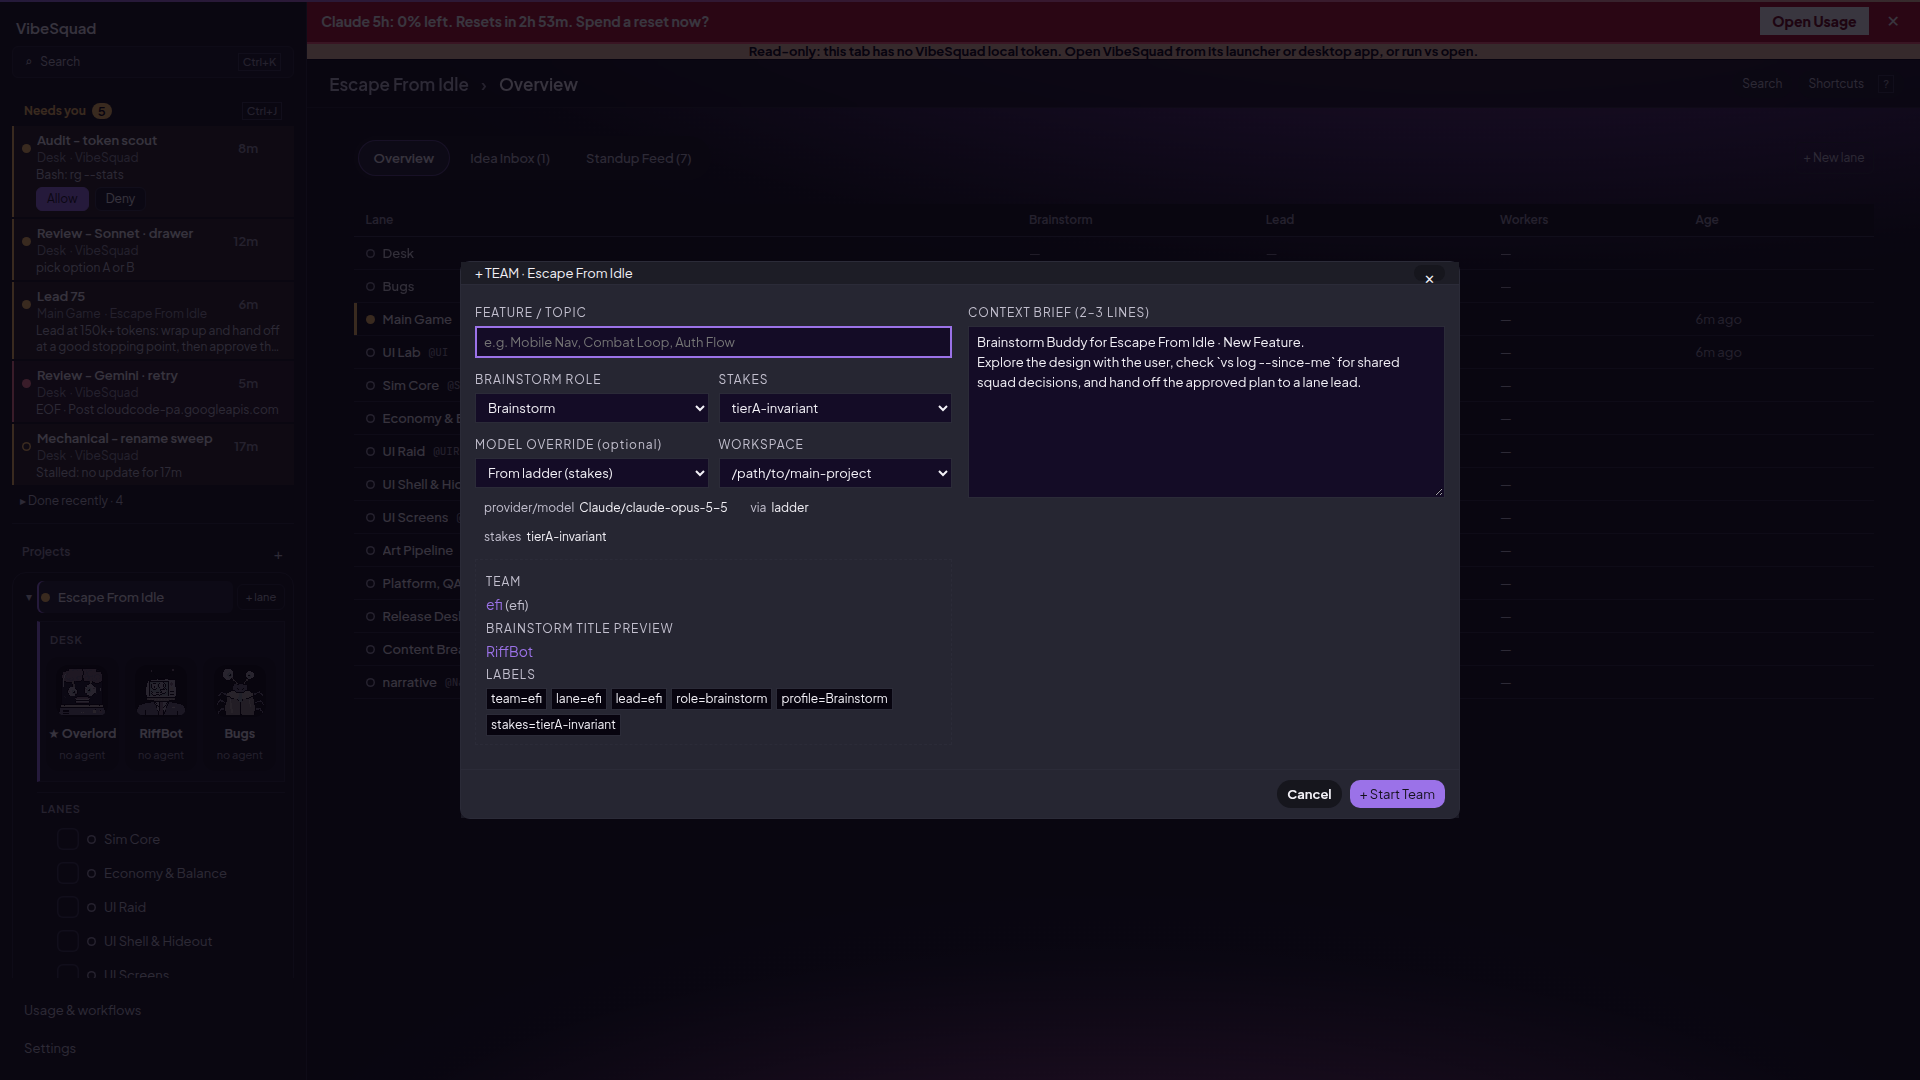 VibeSquad
Search
Ctrl+K
Needs you 5
Ctrl+J
Audit – token scout
8m
Desk · VibeSquad
Bash: rg --stats
Allow
Deny
Review – Sonnet · drawer
12m
Desk · VibeSquad
pick option A or B
Lead 75
6m
Main Game · Escape From Idle
Lead at 150k+ tokens: wrap up and hand off
at a good stopping point, then approve th…
Review – Gemini · retry
5m
EOF · Post cloudcode-pa.googleapis.com
Mechanical – rename sweep
17m
Desk · VibeSquad
Stalled: no update for 17m
▸ Done recently · 4
Projects
+
▾ Escape From Idle
+ lane
DESK
★ Overlord
no agent
RiffBot
no agent
Bugs
no agent
LANES
Sim Core
Economy & Balance
UI Raid
UI Shell & Hideout
UI Screens
Usage & workflows
Settings
Claude 5h: 0% left. Resets in 2h 53m. Spend a reset now?
Open Usage
✕
Read-only: this tab has no VibeSquad local token. Open VibeSquad from its launcher or desktop app, or run vs open.
Escape From Idle › Overview
Search
Shortcuts ?
Overview
Idea Inbox (1)
Standup Feed (7)
+ New lane
Lane
Brainstorm
Lead
Workers
Age
Desk
—
—
—
Bugs
—
Main Game
—
6m ago
UI Lab @UI
—
6m ago
Sim Core
—
Economy &
—
UI Raid @UIR
—
UI Shell & Hid
—
UI Screens
—
Art Pipeline
—
Platform, QA
—
Release Des
—
Content Brea
—
narrative
—
+ TEAM · Escape From Idle
×
FEATURE / TOPIC
e.g. Mobile Nav, Combat Loop, Auth Flow
BRAINSTORM ROLE
STAKES
Brainstorm
tierA-invariant
MODEL OVERRIDE (optional)
WORKSPACE
From ladder (stakes)
/path/to/main-project
provider/model Claude/claude-opus-5-5 via ladder
stakes tierA-invariant
TEAM
efi (efi)
BRAINSTORM TITLE PREVIEW
RiffBot
LABELS
team=efi lane=efi lead=efi role=brainstorm profile=Brainstorm
stakes=tierA-invariant
CONTEXT BRIEF (2–3 LINES)
Brainstorm Buddy for Escape From Idle · New Feature.
Explore the design with the user, check `vs log --since-me` for shared
squad decisions, and hand off the approved plan to a lane lead.
Cancel
+ Start Team